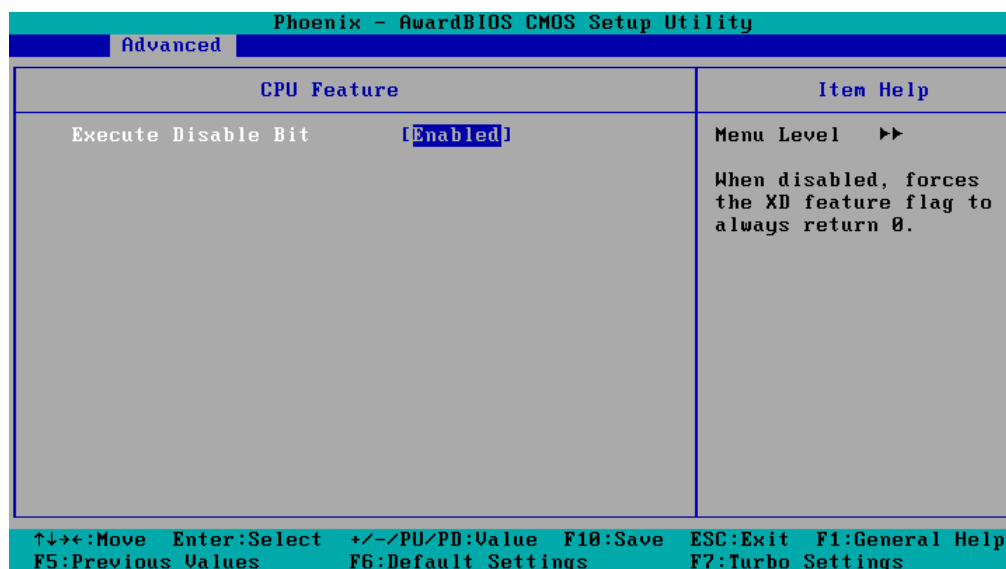 Phoenix - AwardBIOS CMOS Setup Utility
Advanced
CPU Feature
Item Help
Execute Disable Bit [Enabled]
Menu Level ▸▸
When disabled, forces
the XD feature flag to
always return 0.
↑↓→←:Move Enter:Select +/-/PU/PD:Value F10:Save ESC:Exit F1:General Help
F5:Previous Values F6:Default Settings F7:Turbo Settings